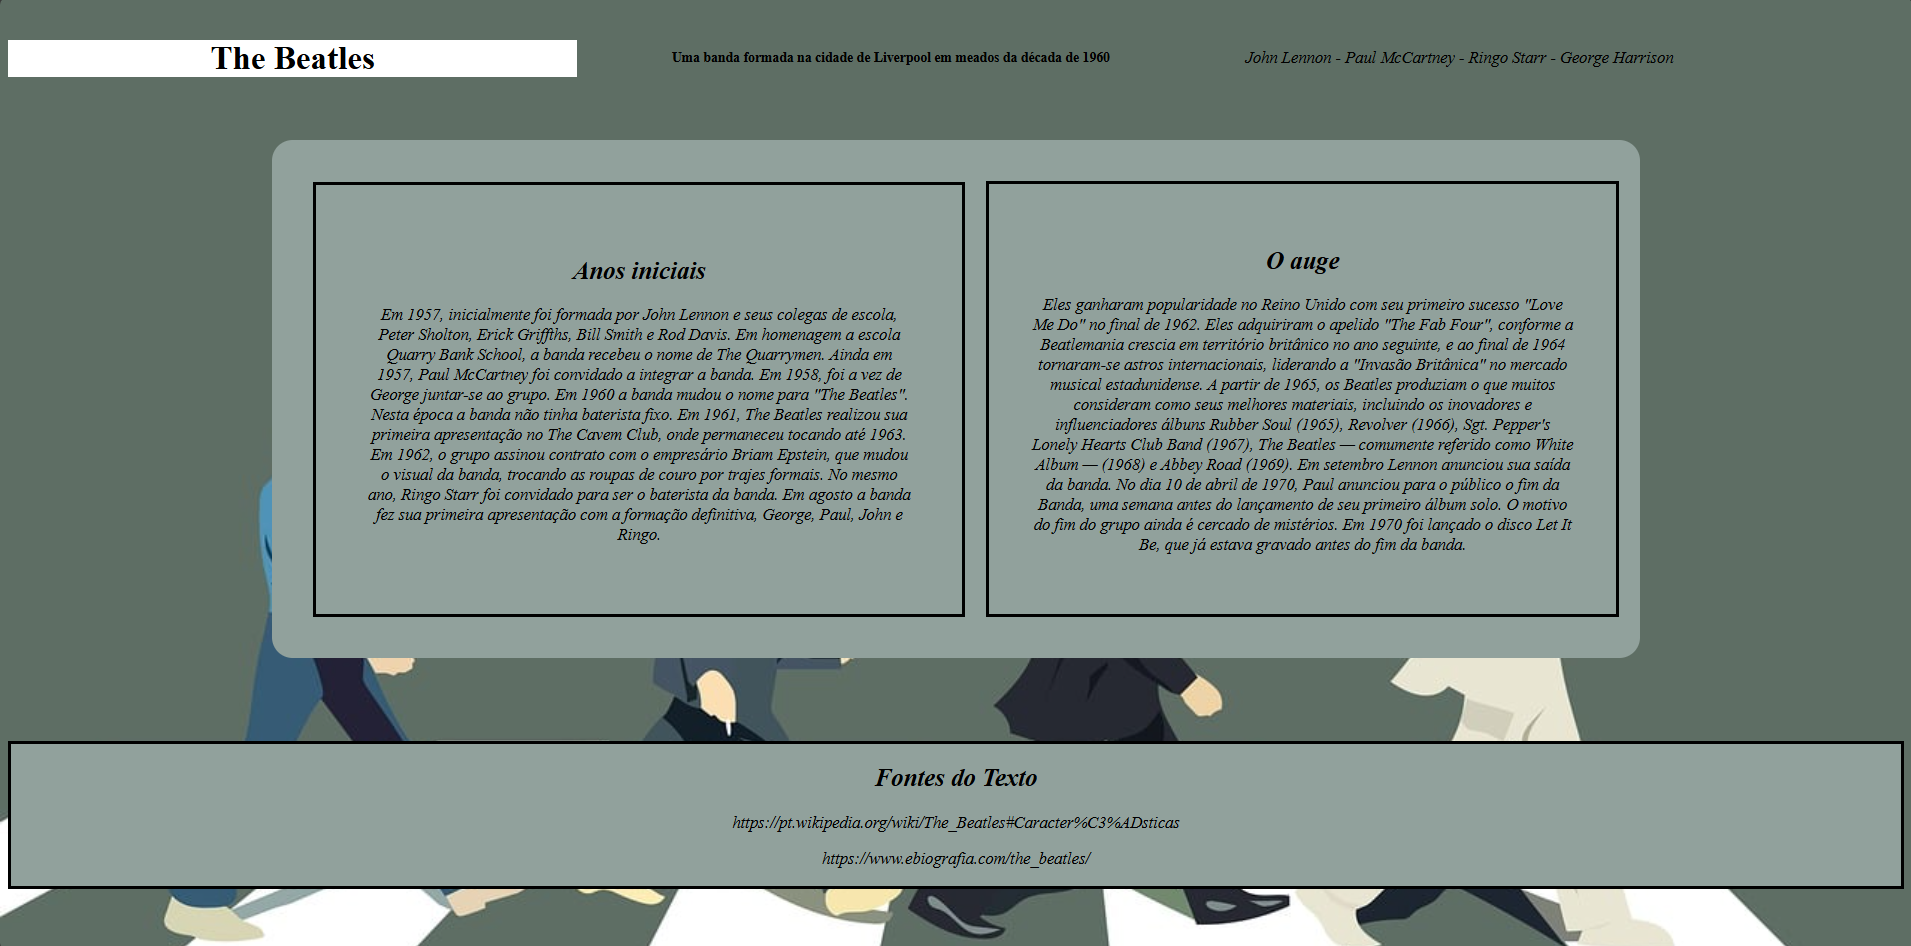 The Beatles
Uma banda formada na cidade de Liverpool em meados da década de 1960
John Lennon - Paul McCartney - Ringo Starr - George Harrison
Anos iniciais
Em 1957, inicialmente foi formada por John Lennon e seus colegas de escola,
Peter Sholton, Erick Griffths, Bill Smith e Rod Davis. Em homenagem a escola
Quarry Bank School, a banda recebeu o nome de The Quarrymen. Ainda em
1957, Paul McCartney foi convidado a integrar a banda. Em 1958, foi a vez de
George juntar-se ao grupo. Em 1960 a banda mudou o nome para "The Beatles".
Nesta época a banda não tinha baterista fixo. Em 1961, The Beatles realizou sua
primeira apresentação no The Cavem Club, onde permaneceu tocando até 1963.
Em 1962, o grupo assinou contrato com o empresário Briam Epstein, que mudou
o visual da banda, trocando as roupas de couro por trajes formais. No mesmo
ano, Ringo Starr foi convidado para ser o baterista da banda. Em agosto a banda
fez sua primeira apresentação com a formação definitiva, George, Paul, John e
Ringo.
O auge
Eles ganharam popularidade no Reino Unido com seu primeiro sucesso "Love
Me Do" no final de 1962. Eles adquiriram o apelido "The Fab Four", conforme a
Beatlemania crescia em território britânico no ano seguinte, e ao final de 1964
tornaram-se astros internacionais, liderando a "Invasão Britânica" no mercado
musical estadunidense. A partir de 1965, os Beatles produziam o que muitos
consideram como seus melhores materiais, incluindo os inovadores e
influenciadores álbuns Rubber Soul (1965), Revolver (1966), Sgt. Pepper's
Lonely Hearts Club Band (1967), The Beatles — comumente referido como White
Album — (1968) e Abbey Road (1969). Em setembro Lennon anunciou sua saída
da banda. No dia 10 de abril de 1970, Paul anunciou para o público o fim da
Banda, uma semana antes do lançamento de seu primeiro álbum solo. O motivo
do fim do grupo ainda é cercado de mistérios. Em 1970 foi lançado o disco Let It
Be, que já estava gravado antes do fim da banda.
Fontes do Texto
https://pt.wikipedia.org/wiki/The_Beatles#Caracter%C3%ADsticas
https://www.ebiografia.com/the_beatles/